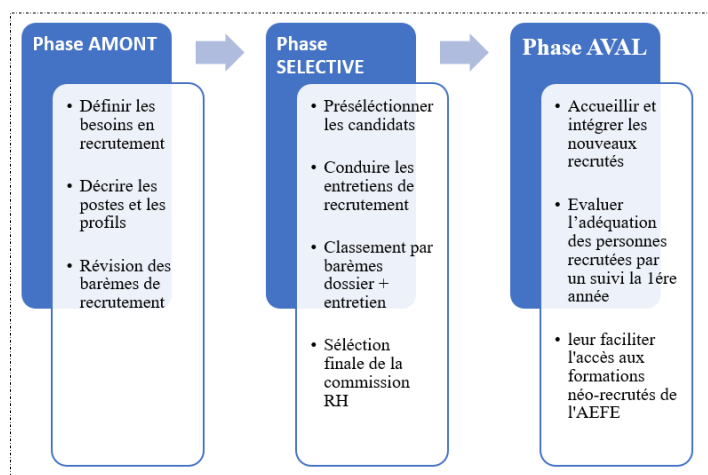 Phase AMONT
• Définir les
besoins en
recrutement
• Décrire les
postes et les
profils
• Révision des
barèmes de
recrutement
Phase
SELECTIVE
• Préséléctionner
les candidats
• Conduire les
entretiens de
recrutement
• Classement par
barèmes
dossier +
entretien
• Séléction
finale de la
commission
RH
Phase AVAL
• Accueillir et
intégrer les
nouveaux
recrutés
• Evaluer
l’adéquation
des personnes
recrutées par
un suivi la 1ére
année
• leur faciliter
l'accès aux
formations
néo-recrutés de
l'AEFE